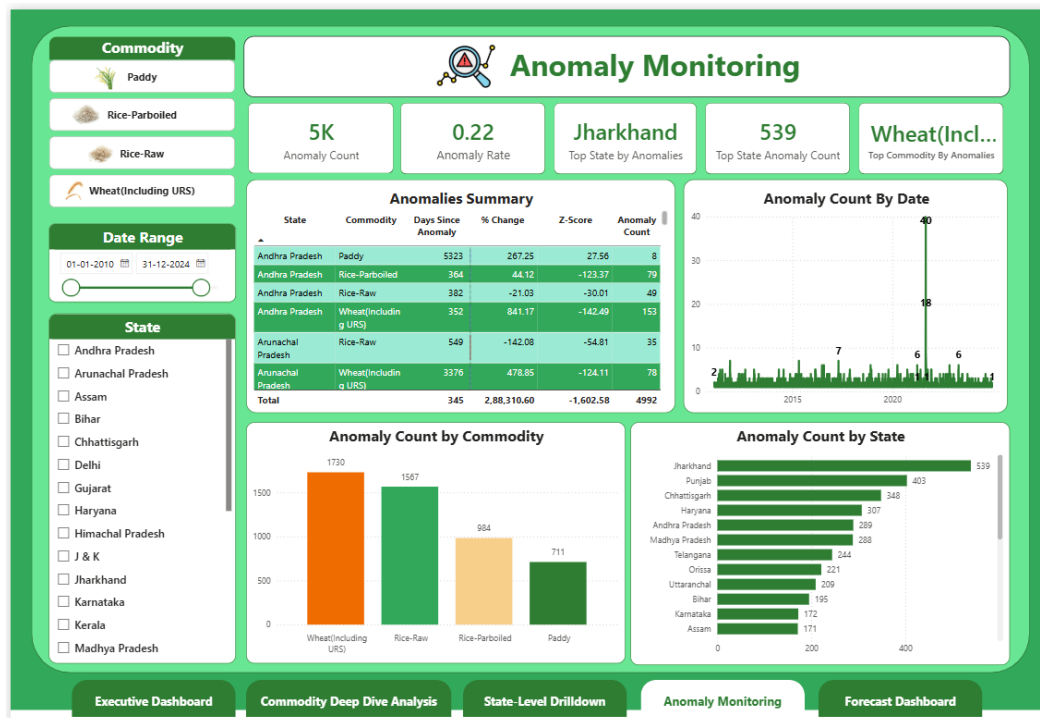 Commodity
Paddy
Rice-Parboiled
Rice-Raw
Wheat(Including URS)
Date Range
01-01-2010 31-12-2024
State
Andhra Pradesh
Arunachal Pradesh
Assam
Bihar
Chhattisgarh
Delhi
Gujarat
Haryana
Himachal Pradesh
J & K
Jharkhand
Karnataka
Kerala
Madhya Pradesh
Anomaly Monitoring
5K
Anomaly Count
0.22
Anomaly Rate
Jharkhand
Top State by Anomalies
539
Top State Anomaly Count
Wheat(Incl...
Top Commodity By Anomalies
Anomalies Summary
State Commodity Days Since Anomaly % Change Z-Score Anomaly Count
Andhra Pradesh Paddy 5323 267.25 27.56 8
Andhra Pradesh Rice-Parboiled 364 44.12 -123.37 79
Andhra Pradesh Rice-Raw 382 -21.03 -30.01 49
Andhra Pradesh Wheat(Includin g URS) 352 841.17 -142.49 153
Arunachal Pradesh Rice-Raw 549 -142.08 -54.81 35
Arunachal Pradesh Wheat(Includin g URS) 3376 478.85 -124.11 78
Total 345 2,88,310.60 -1,602.58 4992
Anomaly Count By Date
40
30
20
10
0
2
7
6
40
18
1
1
6
1
2015 2020
Anomaly Count by Commodity
1500
1000
500
0
1730
1567
984
711
Wheat(Including
URS)
Rice-Raw
Rice-Parboiled
Paddy
Anomaly Count by State
Jharkhand 539
Punjab 403
Chhattisgarh 348
Haryana 307
Andhra Pradesh 289
Madhya Pradesh 288
Telangana 244
Orissa 221
Uttaranchal 209
Bihar 195
Karnataka 172
Assam 171
0 200 400
Executive Dashboard
Commodity Deep Dive Analysis
State-Level Drilldown
Anomaly Monitoring
Forecast Dashboard